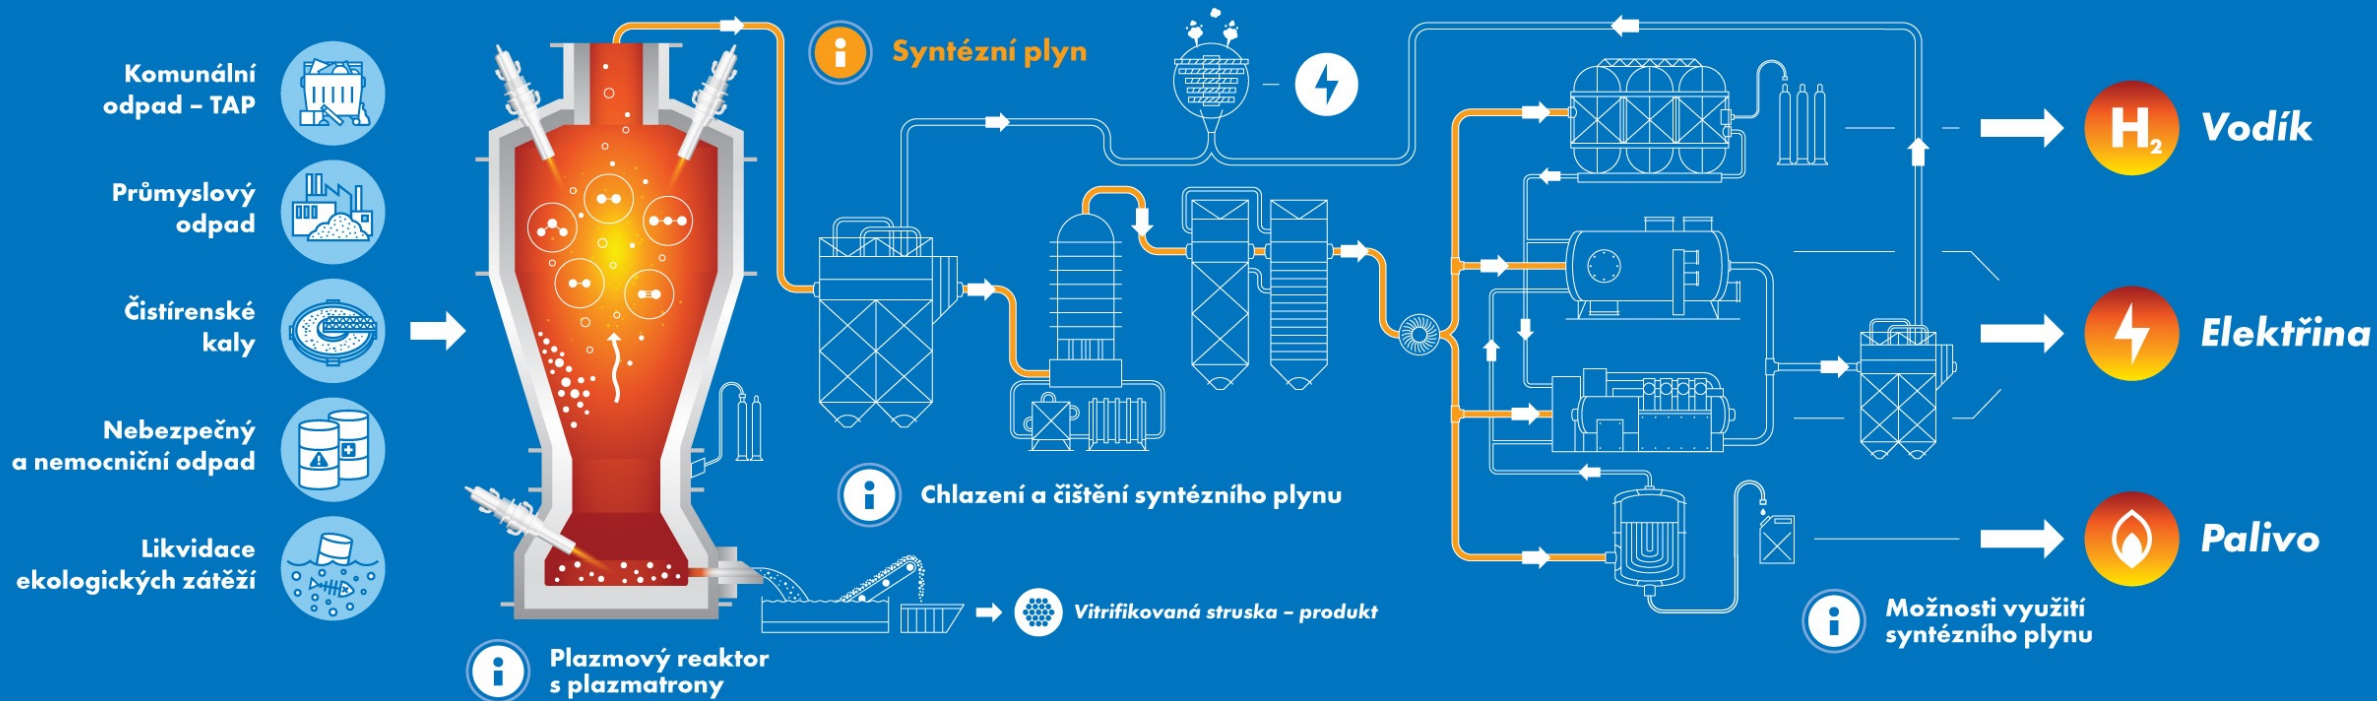 Komunální
odpad – TAP
Průmyslový
odpad
Čistírenské
kaly
Nebezpečný
a nemocniční odpad
Likvidace
ekologických zátěží
Plazmový reaktor
s plazmatrony
Syntézní plyn
Chlazení a čištění syntézního plynu
Vitrifikovaná struska – produkt
H₂ Vodík
Elektřina
Palivo
Možnosti využití
syntézního plynu